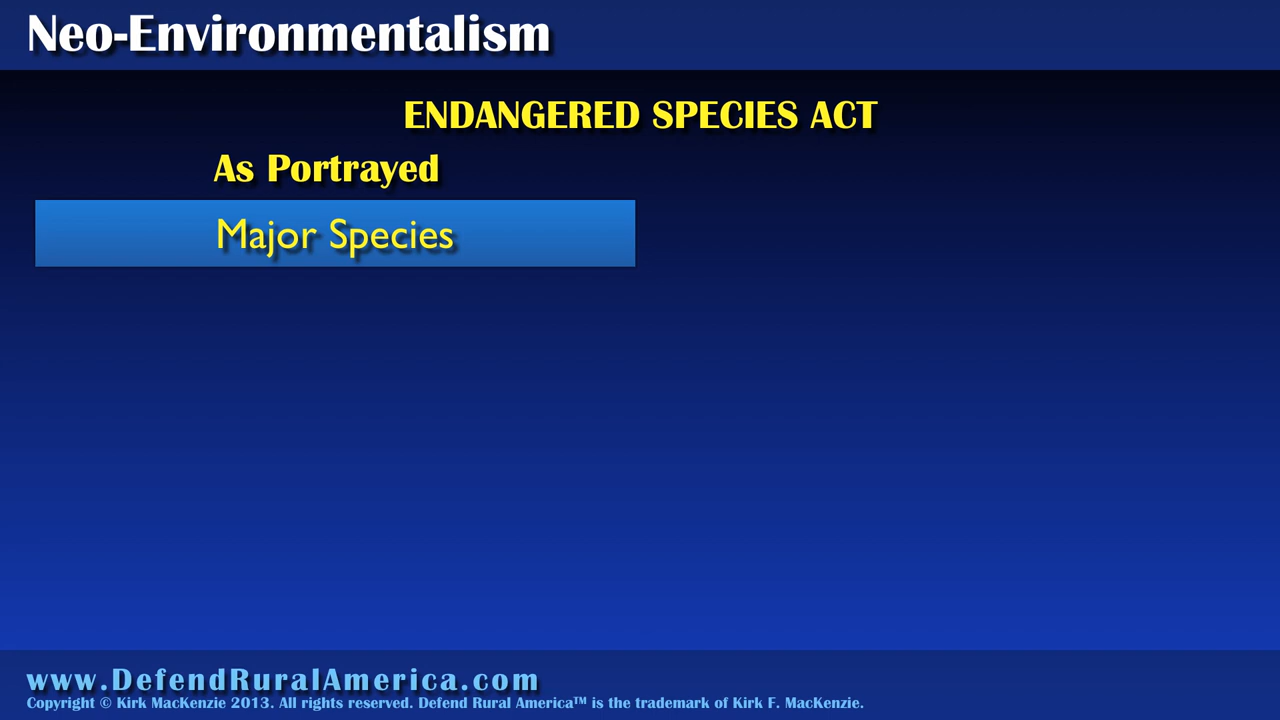 Neo-Environmentalism
ENDANGERED SPECIES ACT
As Portrayed
Major Species
www.DefendRuralAmerica.com
Copyright © Kirk MacKenzie 2013. All rights reserved. Defend Rural America™ is the trademark of Kirk F. MacKenzie.